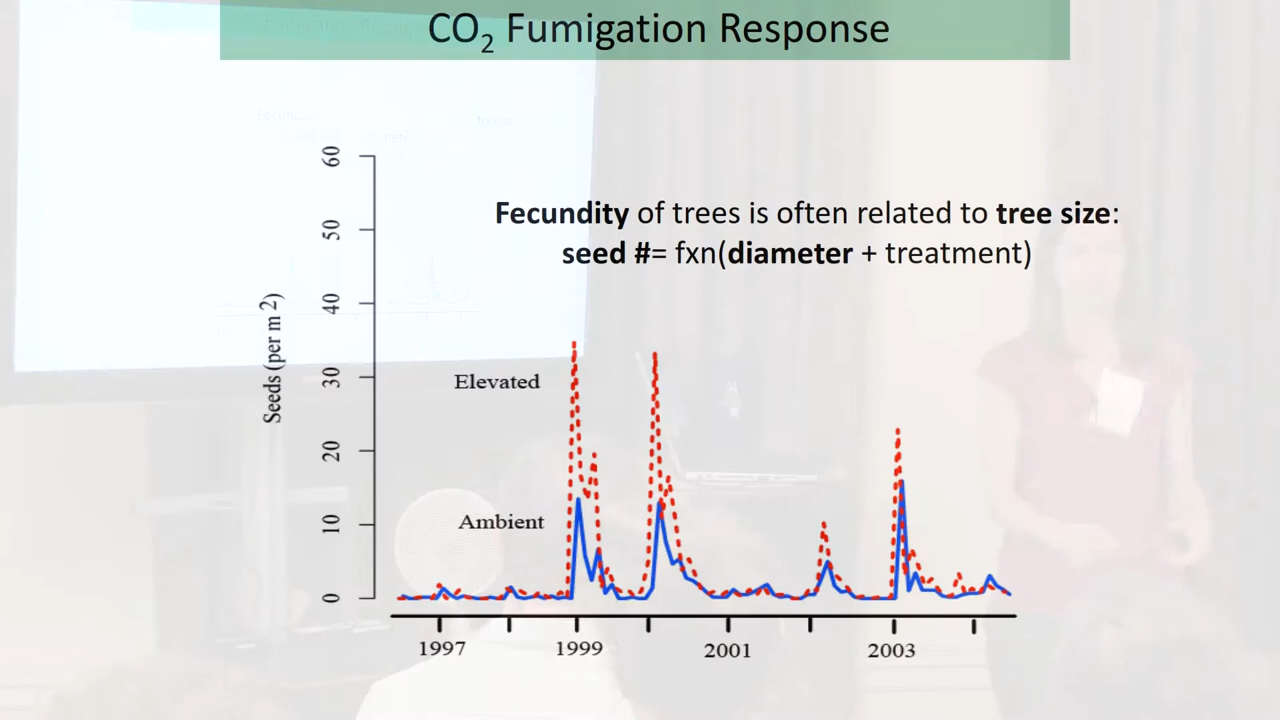 CO2 Fumigation Response
Fecundity of trees is often related to tree size:
seed #= fxn(diameter + treatment)
Seeds (per m 2)
60
50
40
30
20
10
0
Elevated
Ambient
1997
1999
2001
2003